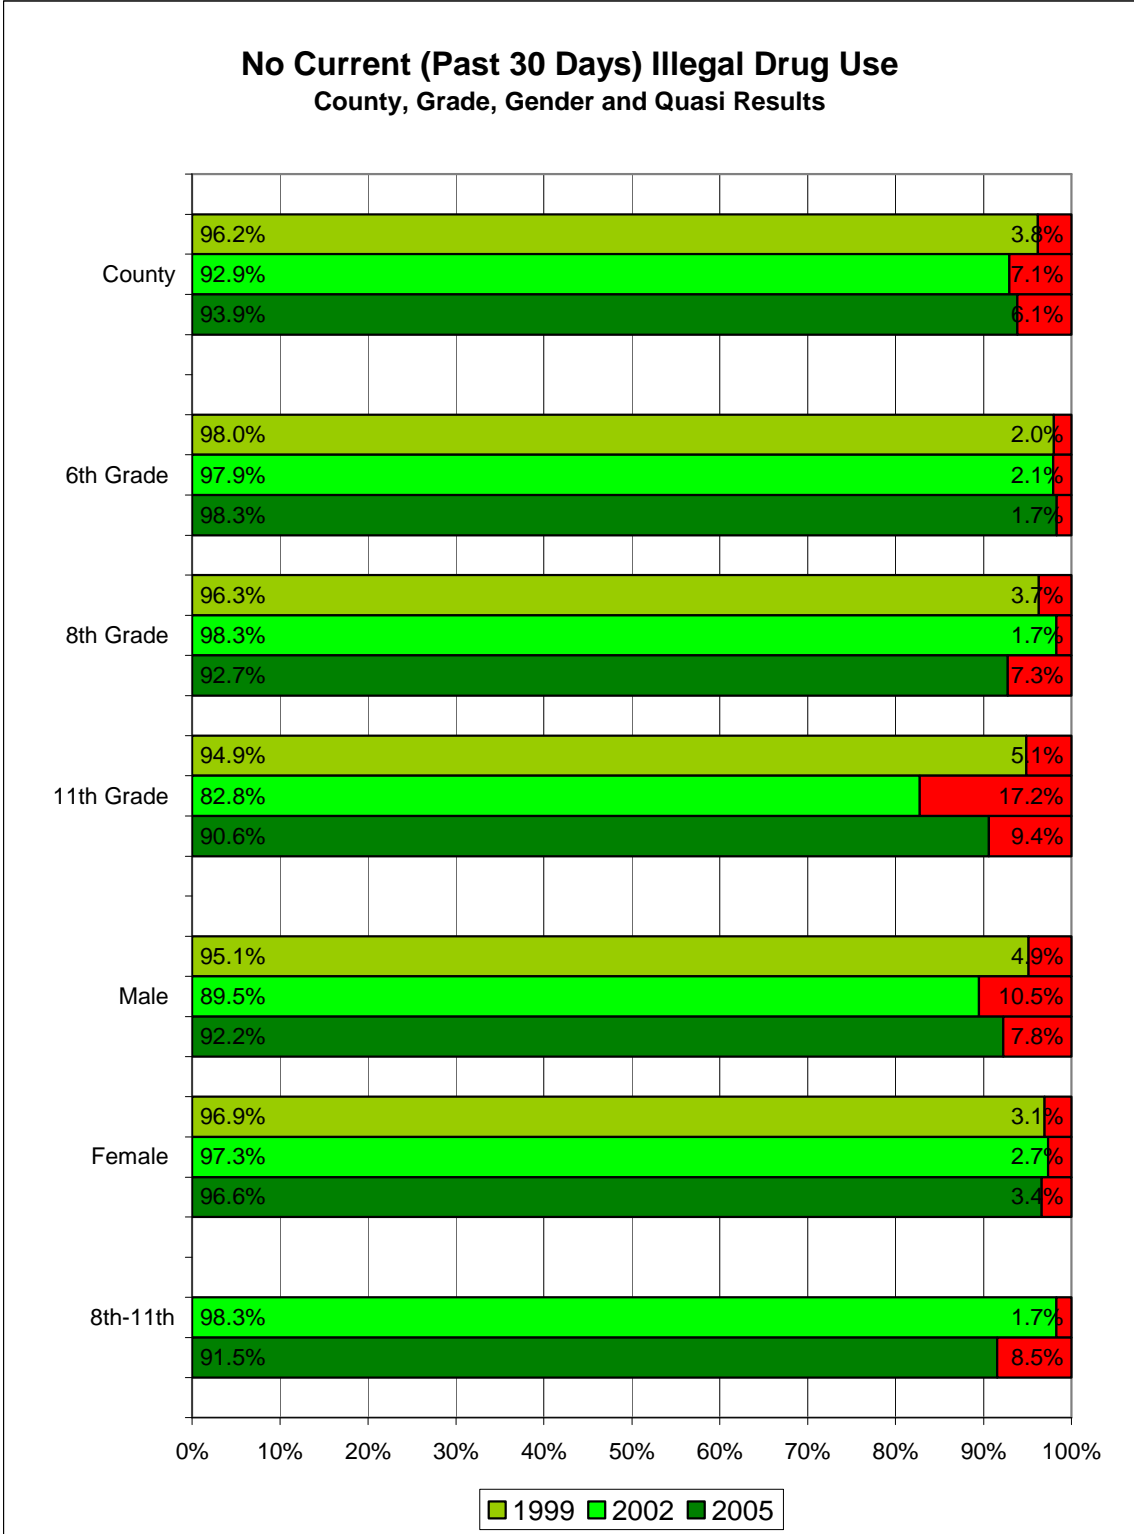 No Current (Past 30 Days) Illegal Drug Use
County, Grade, Gender and Quasi Results
96.2% 3.8%
County 92.9% 7.1%
93.9% 6.1%
98.0% 2.0%
6th Grade 97.9% 2.1%
98.3% 1.7%
96.3% 3.7%
8th Grade 98.3% 1.7%
92.7% 7.3%
94.9% 5.1%
11th Grade 82.8% 17.2%
90.6% 9.4%
95.1% 4.9%
Male 89.5% 10.5%
92.2% 7.8%
96.9% 3.1%
Female 97.3% 2.7%
96.6% 3.4%
8th-11th 98.3% 1.7%
91.5% 8.5%
0% 10% 20% 30% 40% 50% 60% 70% 80% 90% 100%
1999 2002 2005